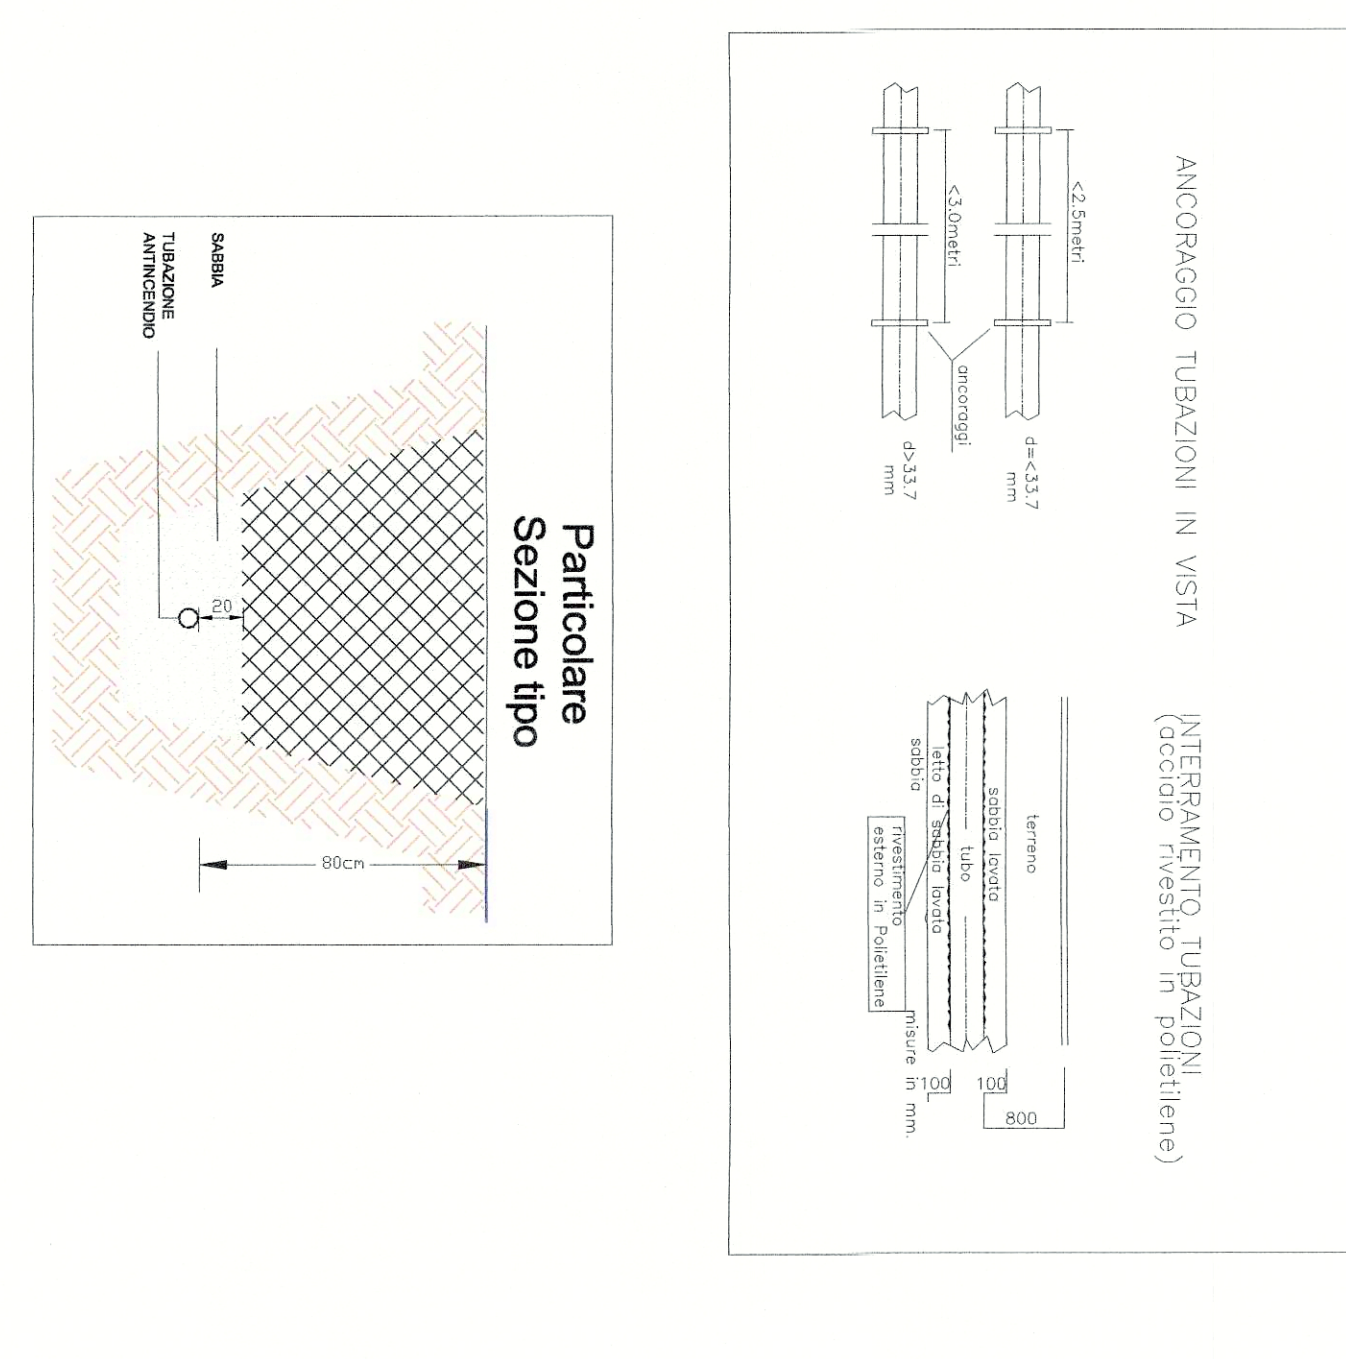 ANCORAGGIO TUBAZIONI IN VISTA
<2.5metri
d=<33.7
mm
<3.0metri
ancoraggi
d>33.7
mm
INTERRAMENTO TUBAZIONI
(acciaio rivestito in polietilene)
terreno
sabbia lavata
tubo
letto di sabbia lavata
sabbia
rivestimento
esterno in Polietilene
misure in mm.
100
100
800
Particolare
Sezione tipo
SABBIA
TUBAZIONE
ANTINCENDIO
20
80cm